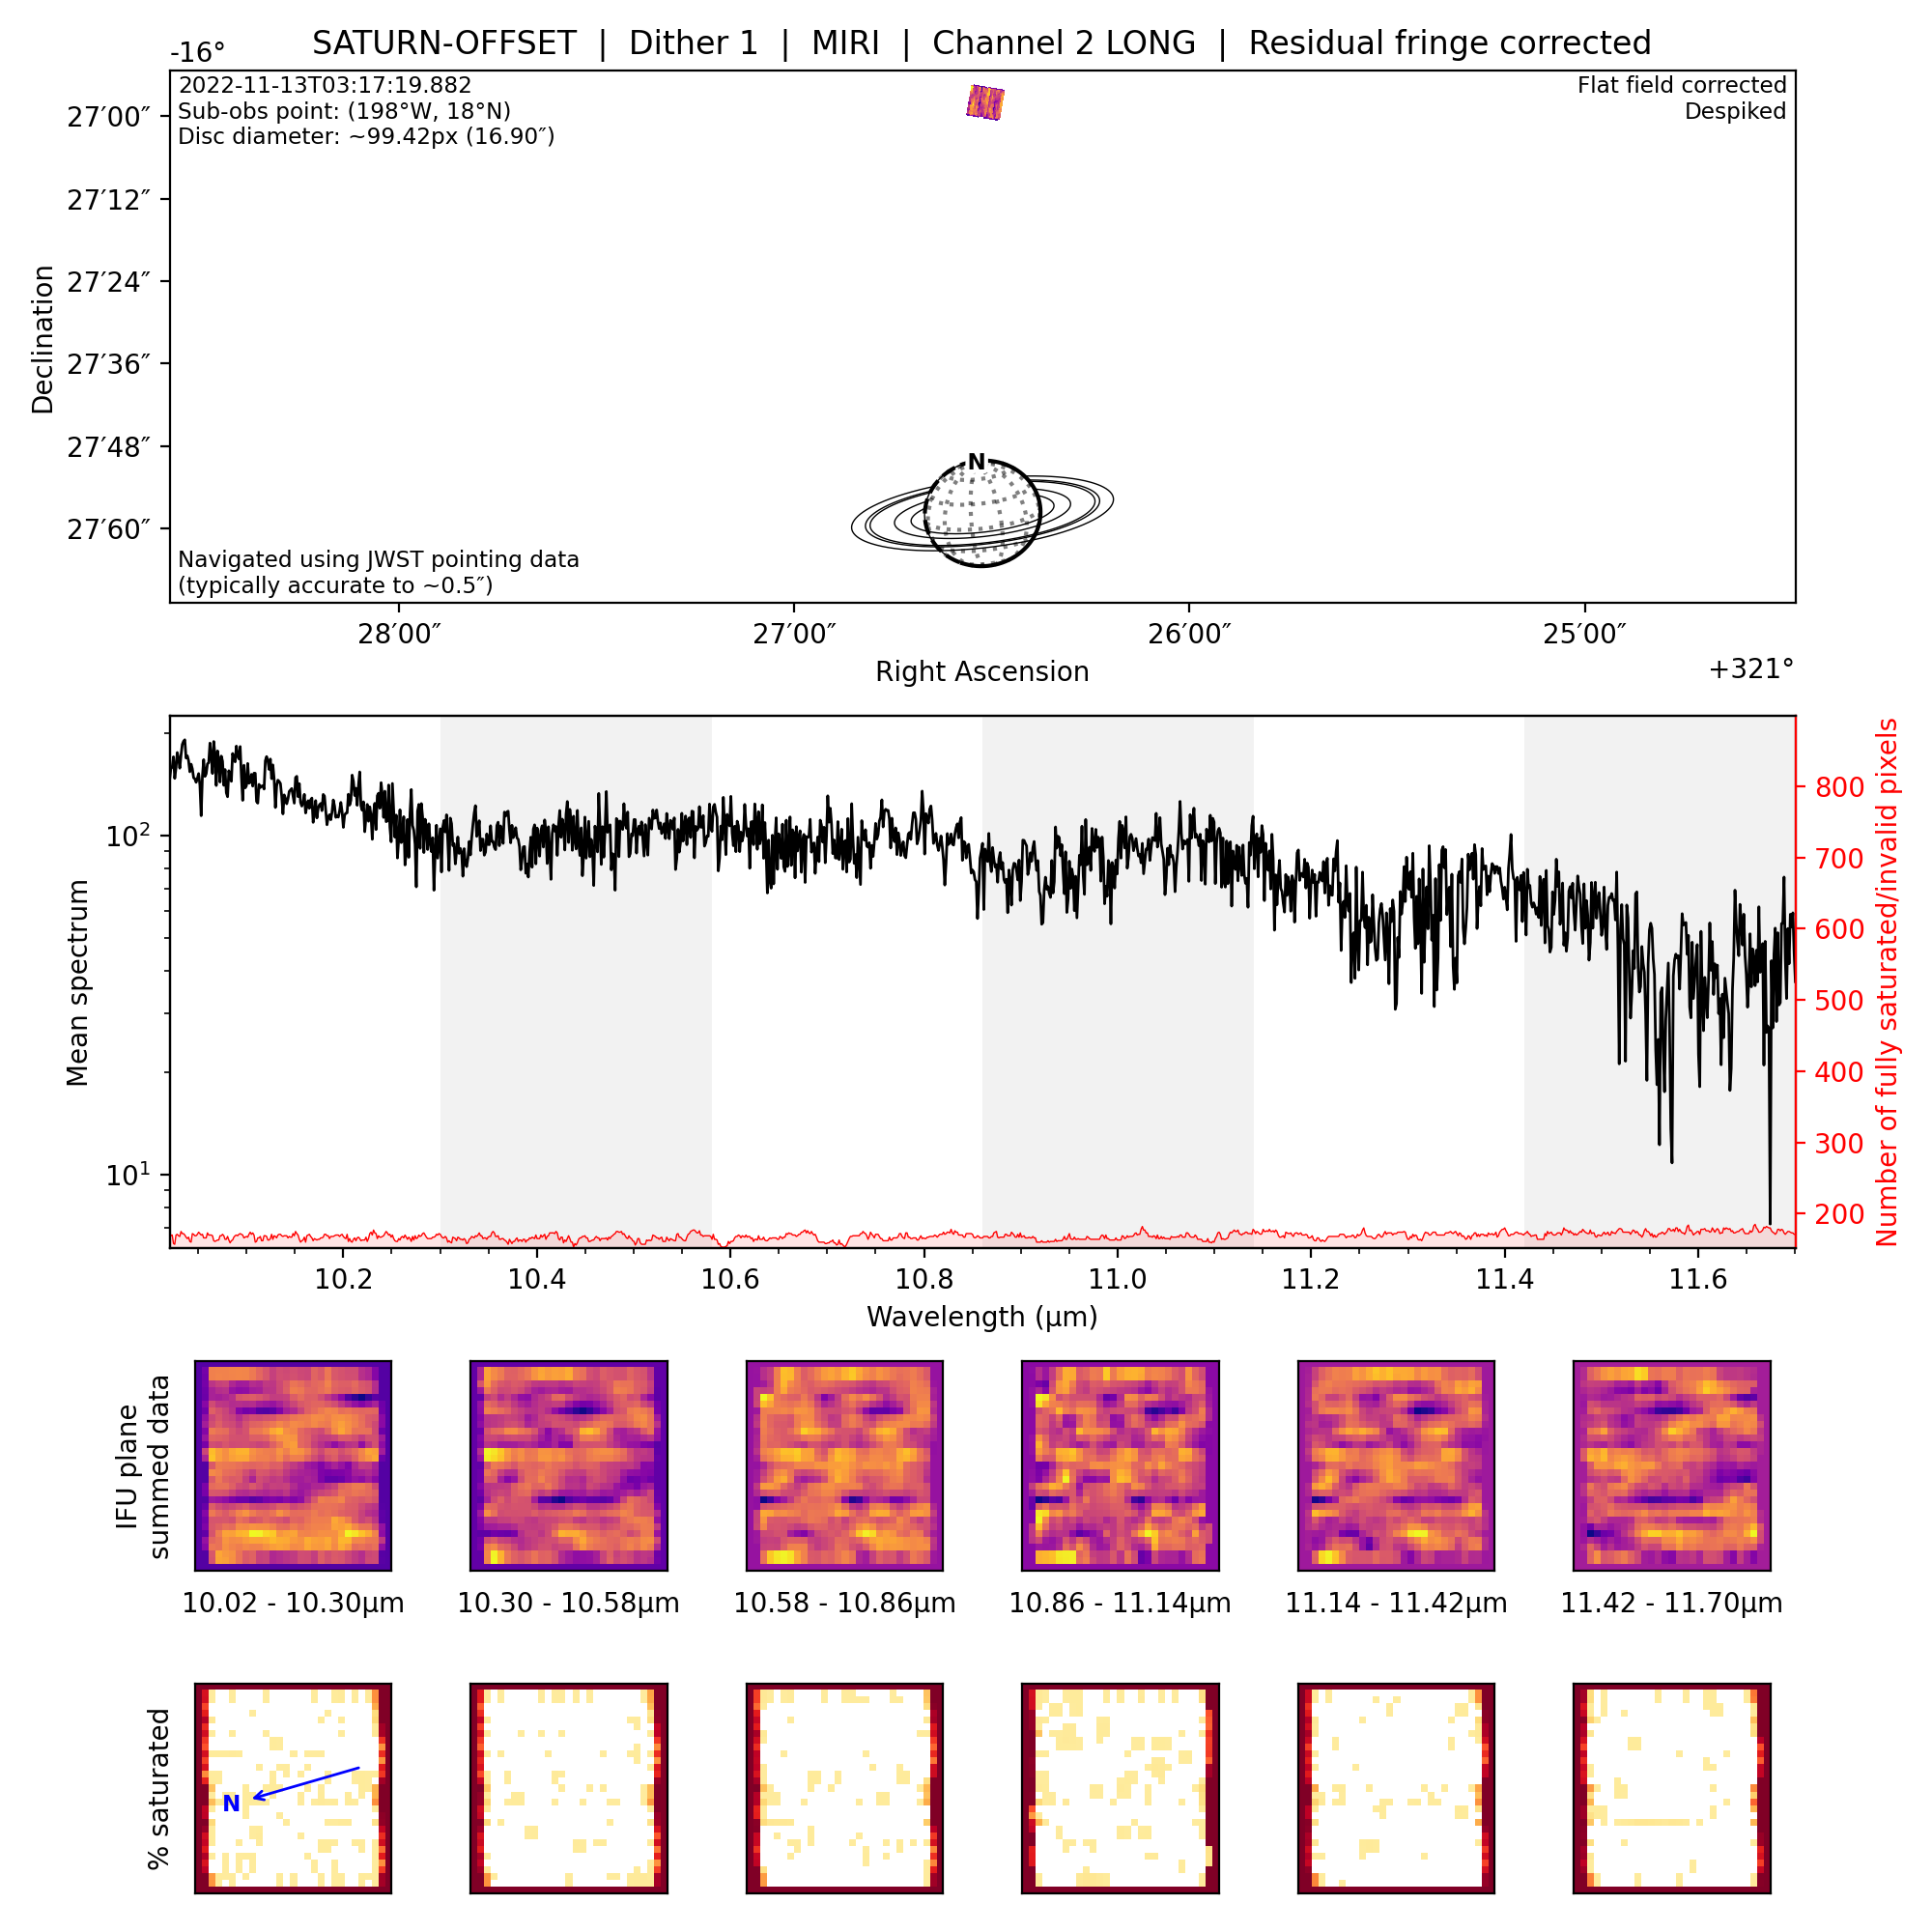 SATURN-OFFSET | Dither 1 | MIRI | Channel 2 LONG | Residual fringe corrected
-16°
2022-11-13T03:17:19.882
Sub-obs point: (198°W, 18°N)
Disc diameter: ~99.42px (16.90″)
Flat field corrected
Despiked
27′00″
27′12″
27′24″
27′36″
27′48″
27′60″
Declination
N
Navigated using JWST pointing data
(typically accurate to ~0.5″)
28′00″ 27′00″ 26′00″ 25′00″
Right Ascension
+321°
Mean spectrum
10²
10¹
800
700
600
500
400
300
200
Number of fully saturated/invalid pixels
10.2 10.4 10.6 10.8 11.0 11.2 11.4 11.6
Wavelength (µm)
IFU plane
summed data
10.02 - 10.30µm 10.30 - 10.58µm 10.58 - 10.86µm 10.86 - 11.14µm 11.14 - 11.42µm 11.42 - 11.70µm
% saturated
N